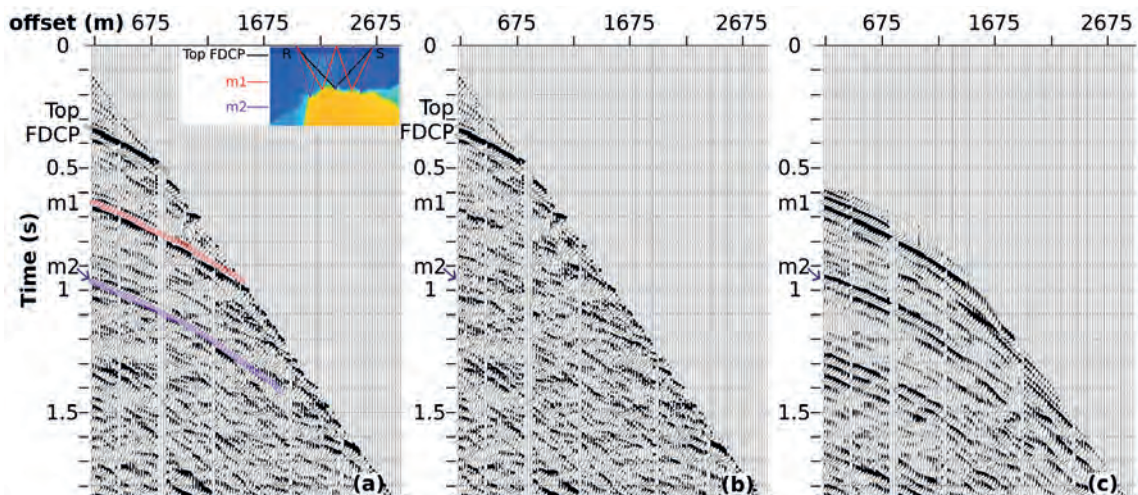 offset (m) 675 1675 2675 675 1675 2675 675 1675 2675
0 0 0
Top FDCP R S
m1
m2
Top
FDCP
Top
FDCP
0.5 0.5 0.5
m1 m1 m1
Time (s)
m2 m2 m2
1 1 1
1.5 1.5 1.5
(a) (b) (c)